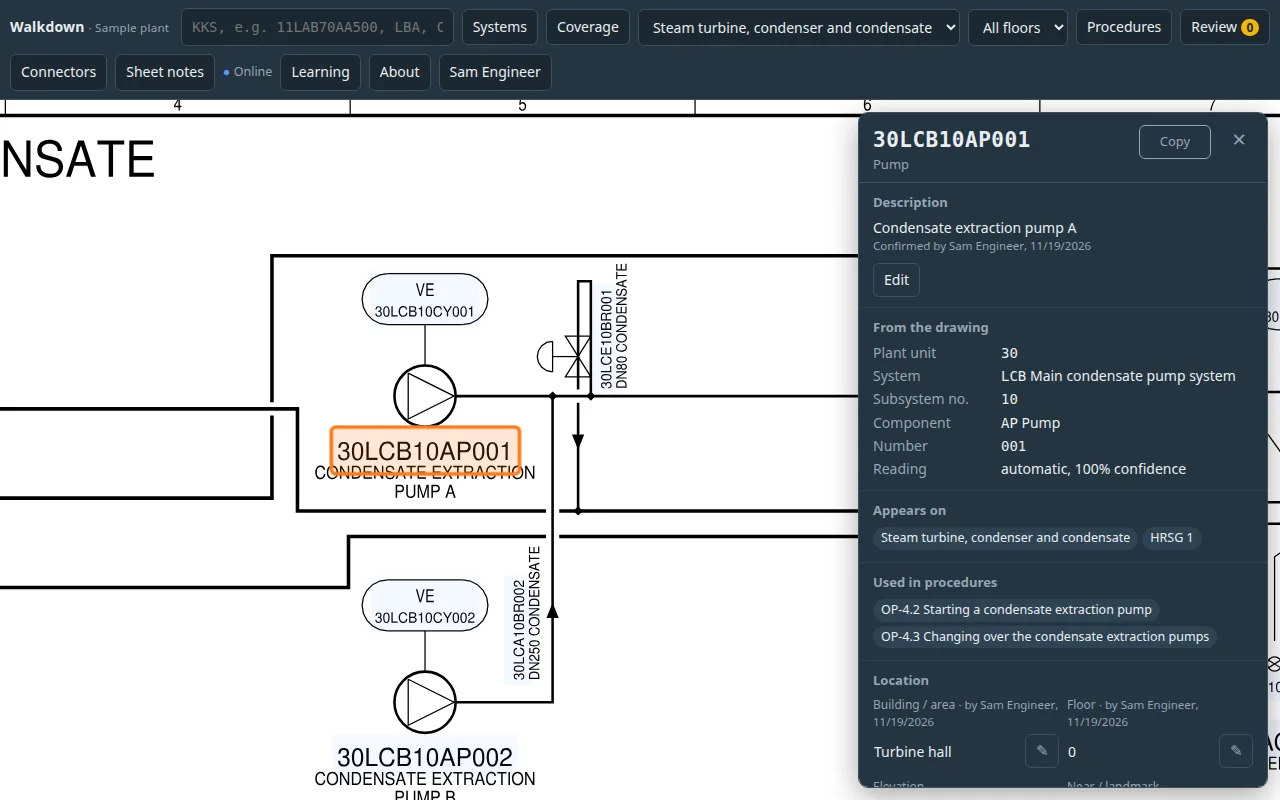 Walkdown · Sample plant
KKS, e.g. 11LAB70AA500, LBA, C
Systems
Coverage
Steam turbine, condenser and condensate
All floors
Procedures
Review 0
Connectors
Sheet notes
Online
Learning
About
Sam Engineer
4
5
6
7
NSATE
VE
30LCB10CY001
30LCE10BR001
DN80 CONDENSATE
30LCB10AP001
CONDENSATE EXTRACTION
PUMP A
VE
30LCB10CY002
30LCA10BR002
DN250 CONDENSATE
30LCB10AP002
CONDENSATE EXTRACTION
PUMP B
30LCB10AP001
Copy
×
Pump
Description
Condensate extraction pump A
Confirmed by Sam Engineer, 11/19/2026
Edit
From the drawing
Plant unit 30
System LCB Main condensate pump system
Subsystem no. 10
Component AP Pump
Number 001
Reading automatic, 100% confidence
Appears on
Steam turbine, condenser and condensate
HRSG 1
Used in procedures
OP-4.2 Starting a condensate extraction pump
OP-4.3 Changing over the condensate extraction pumps
Location
Building / area · by Sam Engineer, 11/19/2026
Floor · by Sam Engineer, 11/19/2026
Turbine hall
0
Elevation
Near / landmark